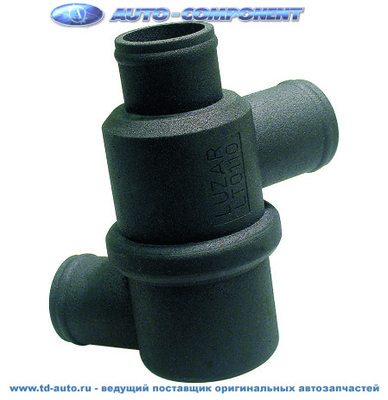 AUTO-COMPONENT
LUZAR
LT0110
www.td-auto.ru - ведущий поставщик оригинальных автозапчастей